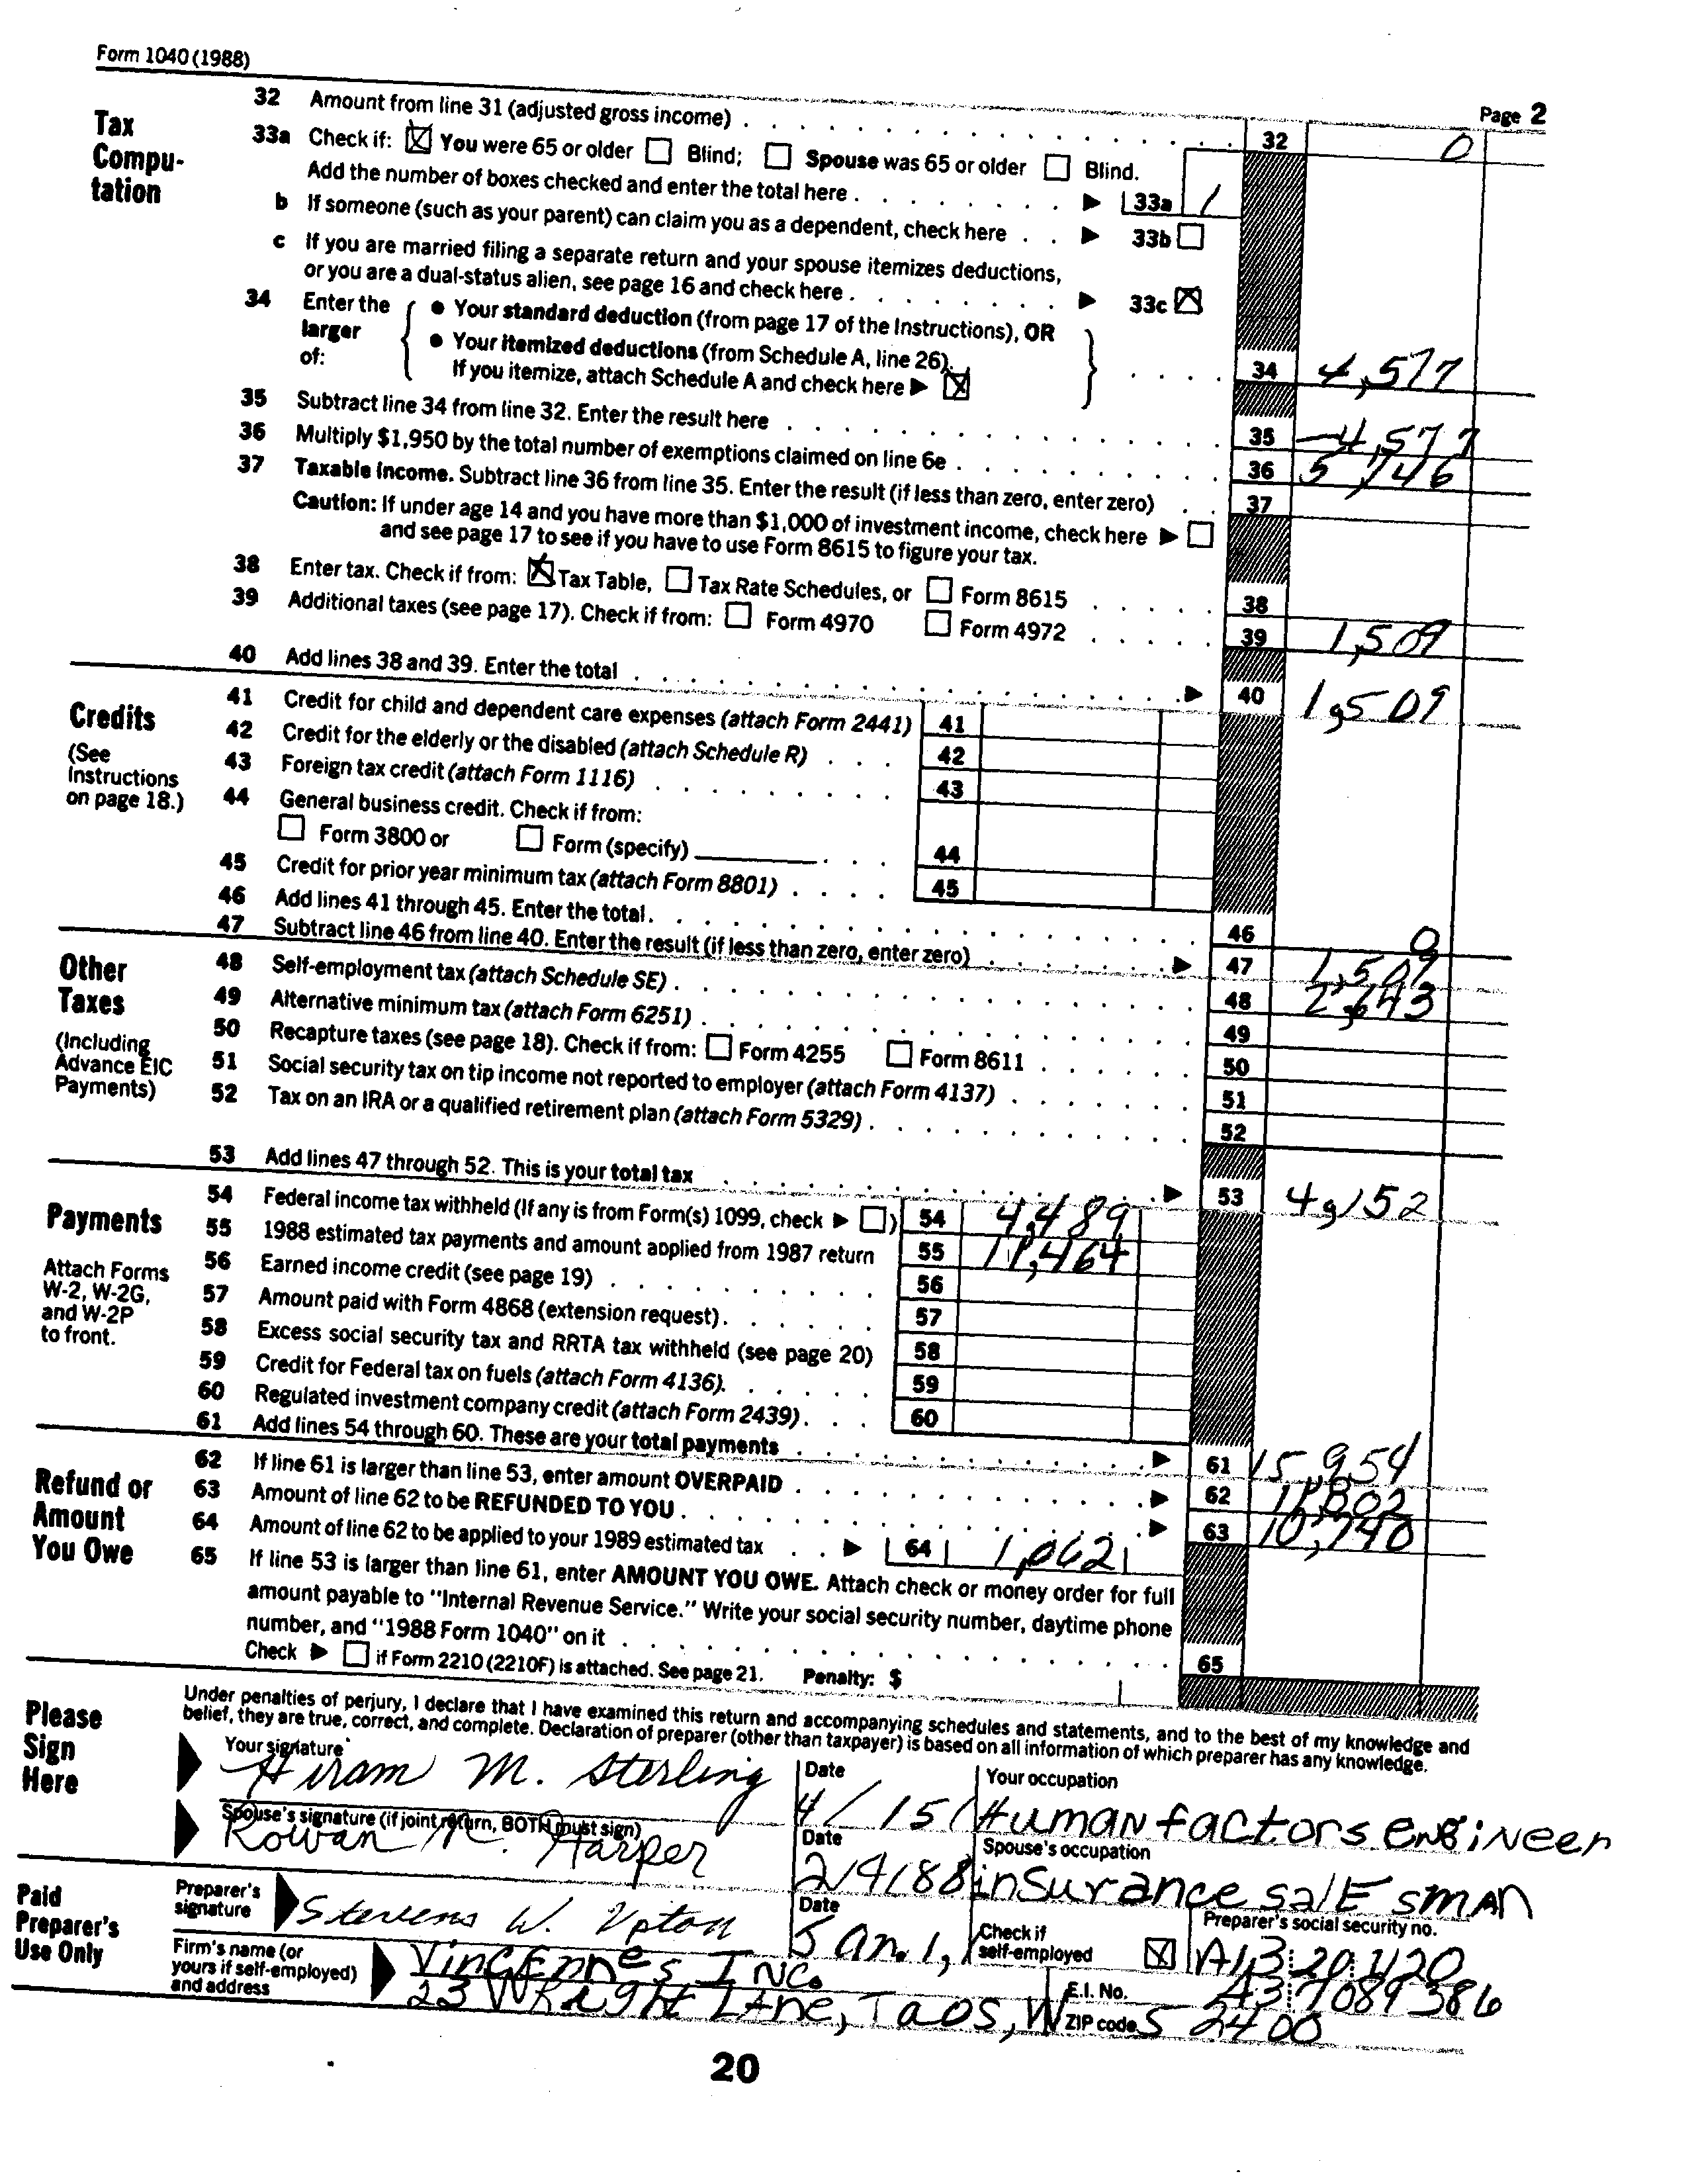 Form 1040 (1988)
Page 2
Tax Computation
32 Amount from line 31 (adjusted gross income) 32 0
33a Check if: ☒ You were 65 or older ☐ Blind; ☐ Spouse was 65 or older ☐ Blind.
Add the number of boxes checked and enter the total here ▶ 33a 1
b If someone (such as your parent) can claim you as a dependent, check here ▶ 33b ☐
c If you are married filing a separate return and your spouse itemizes deductions,
or you are a dual-status alien, see page 16 and check here ▶ 33c ☒
34 Enter the larger of: { • Your standard deduction (from page 17 of the Instructions), OR
• Your itemized deductions (from Schedule A, line 26).
If you itemize, attach Schedule A and check here ▶ ☒ } 34 4,577
35 Subtract line 34 from line 32. Enter the result here 35 -4,577
36 Multiply $1,950 by the total number of exemptions claimed on line 6e 36 5,746
37 Taxable income. Subtract line 36 from line 35. Enter the result (if less than zero, enter zero) 37
Caution: If under age 14 and you have more than $1,000 of investment income, check here ▶ ☐
and see page 17 to see if you have to use Form 8615 to figure your tax.
38 Enter tax. Check if from: ☒ Tax Table, ☐ Tax Rate Schedules, or ☐ Form 8615 38
39 Additional taxes (see page 17). Check if from: ☐ Form 4970 ☐ Form 4972 39 1,509
40 Add lines 38 and 39. Enter the total ▶ 40 1,509
Credits
(See Instructions on page 18.)
41 Credit for child and dependent care expenses (attach Form 2441) 41
42 Credit for the elderly or the disabled (attach Schedule R) 42
43 Foreign tax credit (attach Form 1116) 43
44 General business credit. Check if from:
☐ Form 3800 or ☐ Form (specify) 44
45 Credit for prior year minimum tax (attach Form 8801) 45
46 Add lines 41 through 45. Enter the total 46 0
47 Subtract line 46 from line 40. Enter the result (if less than zero, enter zero) ▶ 47 1,509
Other Taxes
(Including Advance EIC Payments)
48 Self-employment tax (attach Schedule SE) 48 2,643
49 Alternative minimum tax (attach Form 6251) 49
50 Recapture taxes (see page 18). Check if from: ☐ Form 4255 ☐ Form 8611 50
51 Social security tax on tip income not reported to employer (attach Form 4137) 51
52 Tax on an IRA or a qualified retirement plan (attach Form 5329) 52
53 Add lines 47 through 52. This is your total tax ▶ 53 4,152
Payments
Attach Forms W-2, W-2G, and W-2P to front.
54 Federal income tax withheld (If any is from Form(s) 1099, check ▶ ☐) 54 4,489
55 1988 estimated tax payments and amount applied from 1987 return 55 11,464
56 Earned income credit (see page 19) 56
57 Amount paid with Form 4868 (extension request) 57
58 Excess social security tax and RRTA tax withheld (see page 20) 58
59 Credit for Federal tax on fuels (attach Form 4136) 59
60 Regulated investment company credit (attach Form 2439) 60
61 Add lines 54 through 60. These are your total payments ▶ 61 15,954
Refund or Amount You Owe
62 If line 61 is larger than line 53, enter amount OVERPAID ▶ 62 11,802
63 Amount of line 62 to be REFUNDED TO YOU ▶ 63 10,740
64 Amount of line 62 to be applied to your 1989 estimated tax ▶ 64 1,062
65 If line 53 is larger than line 61, enter AMOUNT YOU OWE. Attach check or money order for full
amount payable to "Internal Revenue Service." Write your social security number, daytime phone
number, and "1988 Form 1040" on it 65
Check ▶ ☐ if Form 2210 (2210F) is attached. See page 21. Penalty: $
Please Sign Here
Under penalties of perjury, I declare that I have examined this return and accompanying schedules and statements, and to the best of my knowledge and
belief, they are true, correct, and complete. Declaration of preparer (other than taxpayer) is based on all information of which preparer has any knowledge.
Your signature Hiram M. Sterling Date 4/15/ Your occupation Human factors engineer
Spouse's signature (if joint return, BOTH must sign) Rowan K. Harper Date 2/4/88 Spouse's occupation insurance salesman
Paid Preparer's Use Only
Preparer's signature Stevens W. Upton Date Jan. 1, Check if self-employed ☒ Preparer's social security no. A13 20 1120
Firm's name (or yours if self-employed) and address Vincennes Inc. E.I. No. A3 7089386
23 Wright Lane, Taos, W ZIP code S 2400
20